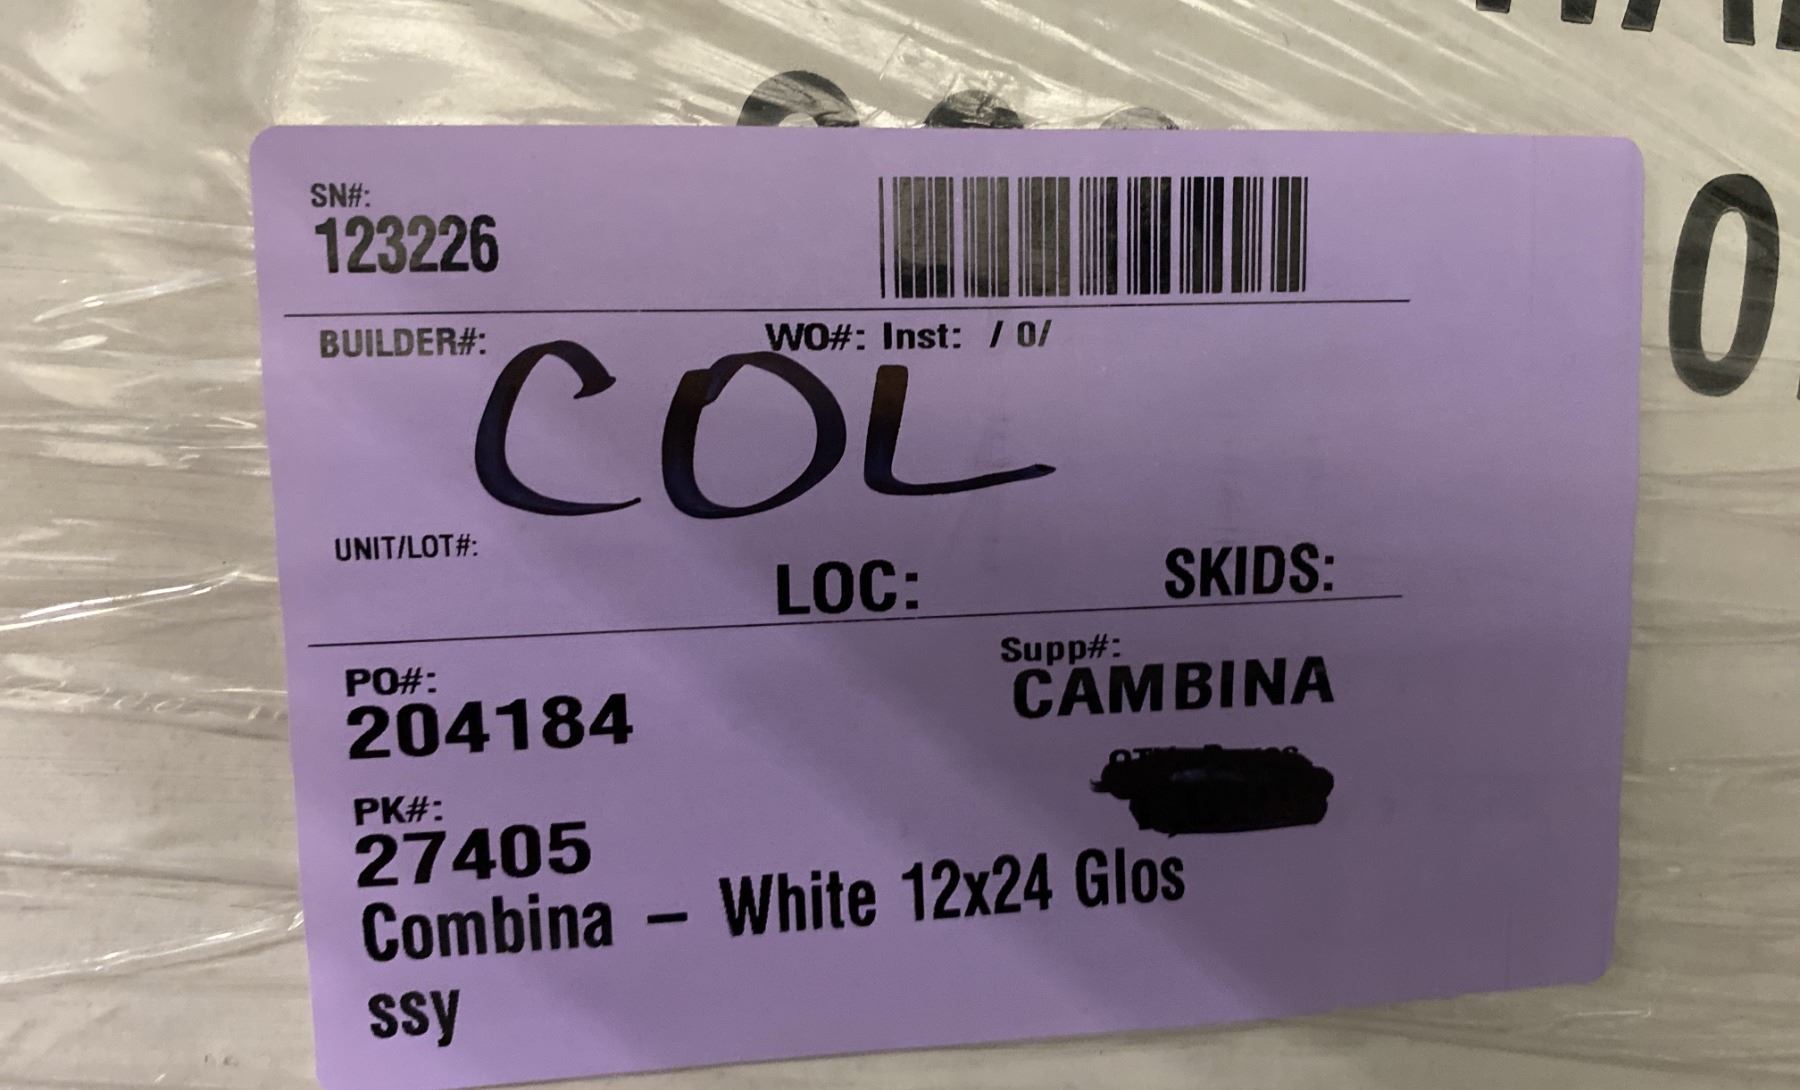 SN#:
123226
BUILDER#: WO#: Inst: / 0/
COL
UNIT/LOT#:
LOC: SKIDS:
PO#: Supp#:
204184 CAMBINA
PK#:
27405
Combina – White 12x24 Glos
ssy